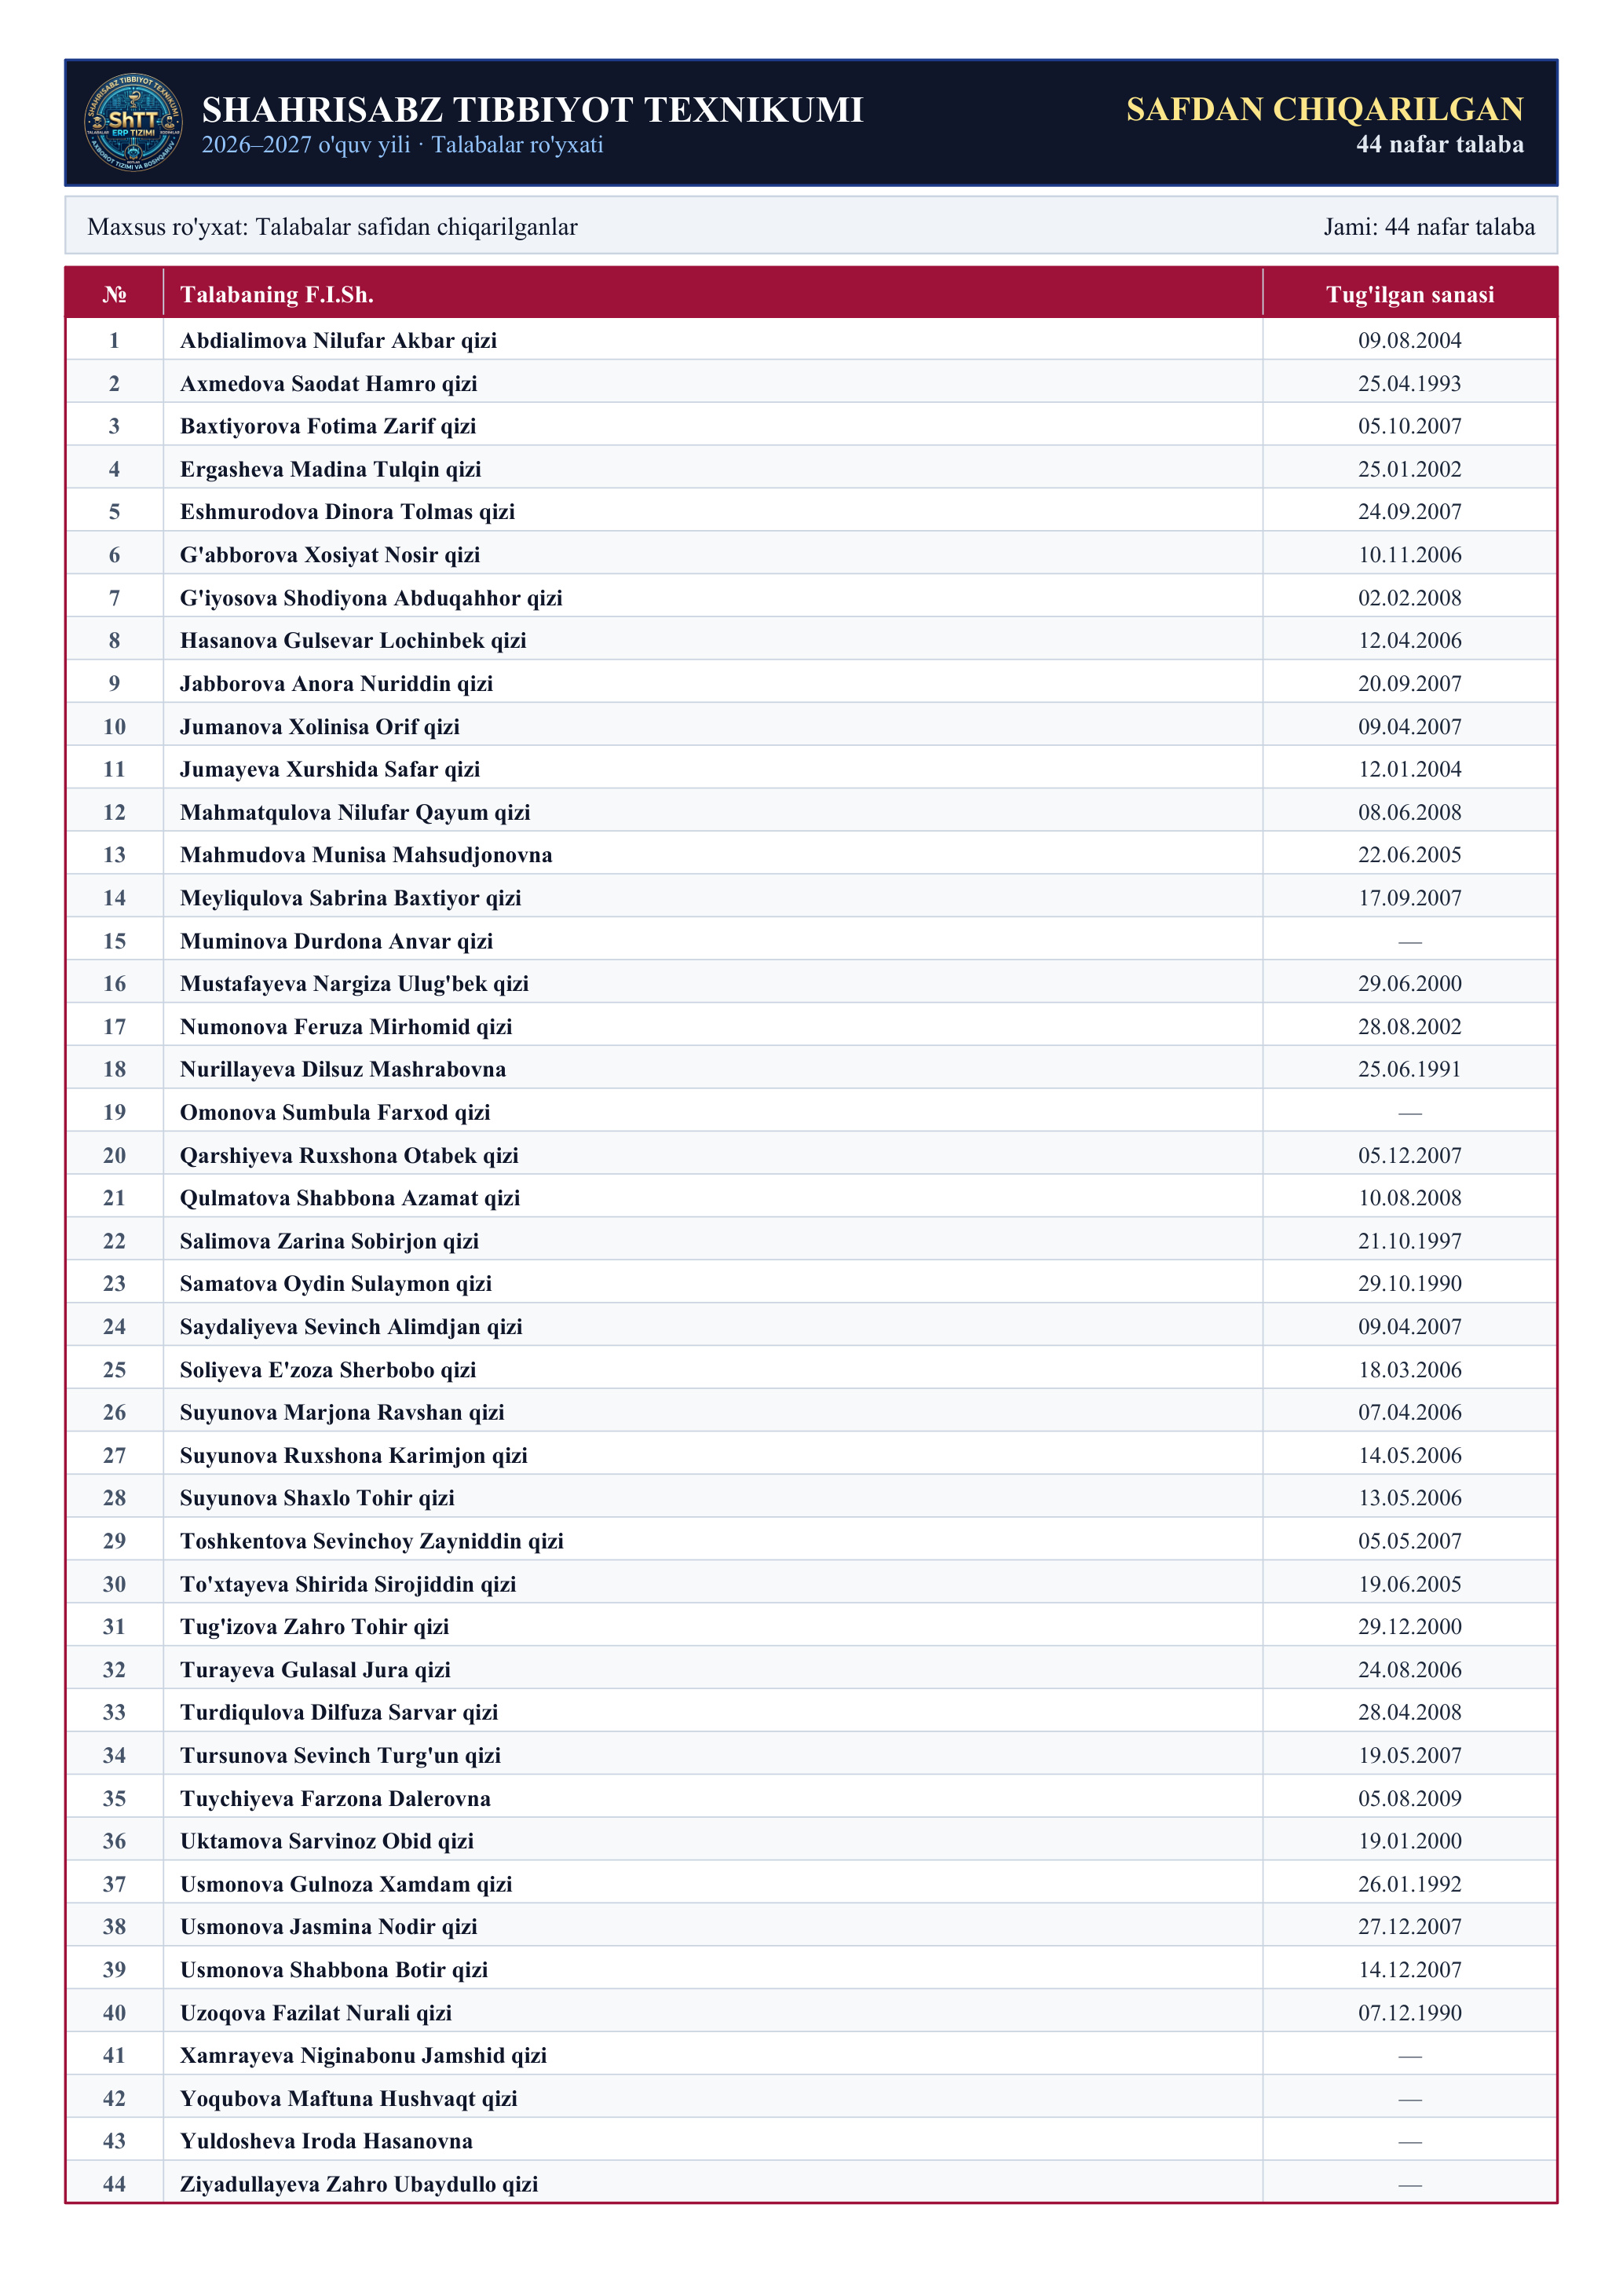 SHAHRISABZ TIBBIYOT TEXNIKUMI
ShTT
ERP TIZIMI
SHAHRISABZ TIBBIYOT TEXNIKUMI
2026–2027 o'quv yili · Talabalar ro'yxati
SAFDAN CHIQARILGAN
44 nafar talaba
Maxsus ro'yxat: Talabalar safidan chiqarilganlar
Jami: 44 nafar talaba
№ Talabaning F.I.Sh. Tug'ilgan sanasi
1 Abdialimova Nilufar Akbar qizi 09.08.2004
2 Axmedova Saodat Hamro qizi 25.04.1993
3 Baxtiyorova Fotima Zarif qizi 05.10.2007
4 Ergasheva Madina Tulqin qizi 25.01.2002
5 Eshmurodova Dinora Tolmas qizi 24.09.2007
6 G'abborova Xosiyat Nosir qizi 10.11.2006
7 G'iyosova Shodiyona Abduqahhor qizi 02.02.2008
8 Hasanova Gulsevar Lochinbek qizi 12.04.2006
9 Jabborova Anora Nuriddin qizi 20.09.2007
10 Jumanova Xolinisa Orif qizi 09.04.2007
11 Jumayeva Xurshida Safar qizi 12.01.2004
12 Mahmatqulova Nilufar Qayum qizi 08.06.2008
13 Mahmudova Munisa Mahsudjonovna 22.06.2005
14 Meyliqulova Sabrina Baxtiyor qizi 17.09.2007
15 Muminova Durdona Anvar qizi —
16 Mustafayeva Nargiza Ulug'bek qizi 29.06.2000
17 Numonova Feruza Mirhomid qizi 28.08.2002
18 Nurillayeva Dilsuz Mashrabovna 25.06.1991
19 Omonova Sumbula Farxod qizi —
20 Qarshiyeva Ruxshona Otabek qizi 05.12.2007
21 Qulmatova Shabbona Azamat qizi 10.08.2008
22 Salimova Zarina Sobirjon qizi 21.10.1997
23 Samatova Oydin Sulaymon qizi 29.10.1990
24 Saydaliyeva Sevinch Alimdjan qizi 09.04.2007
25 Soliyeva E'zoza Sherbobo qizi 18.03.2006
26 Suyunova Marjona Ravshan qizi 07.04.2006
27 Suyunova Ruxshona Karimjon qizi 14.05.2006
28 Suyunova Shaxlo Tohir qizi 13.05.2006
29 Toshkentova Sevinchoy Zayniddin qizi 05.05.2007
30 To'xtayeva Shirida Sirojiddin qizi 19.06.2005
31 Tug'izova Zahro Tohir qizi 29.12.2000
32 Turayeva Gulasal Jura qizi 24.08.2006
33 Turdiqulova Dilfuza Sarvar qizi 28.04.2008
34 Tursunova Sevinch Turg'un qizi 19.05.2007
35 Tuychiyeva Farzona Dalerovna 05.08.2009
36 Uktamova Sarvinoz Obid qizi 19.01.2000
37 Usmonova Gulnoza Xamdam qizi 26.01.1992
38 Usmonova Jasmina Nodir qizi 27.12.2007
39 Usmonova Shabbona Botir qizi 14.12.2007
40 Uzoqova Fazilat Nurali qizi 07.12.1990
41 Xamrayeva Niginabonu Jamshid qizi —
42 Yoqubova Maftuna Hushvaqt qizi —
43 Yuldosheva Iroda Hasanovna —
44 Ziyadullayeva Zahro Ubaydullo qizi —